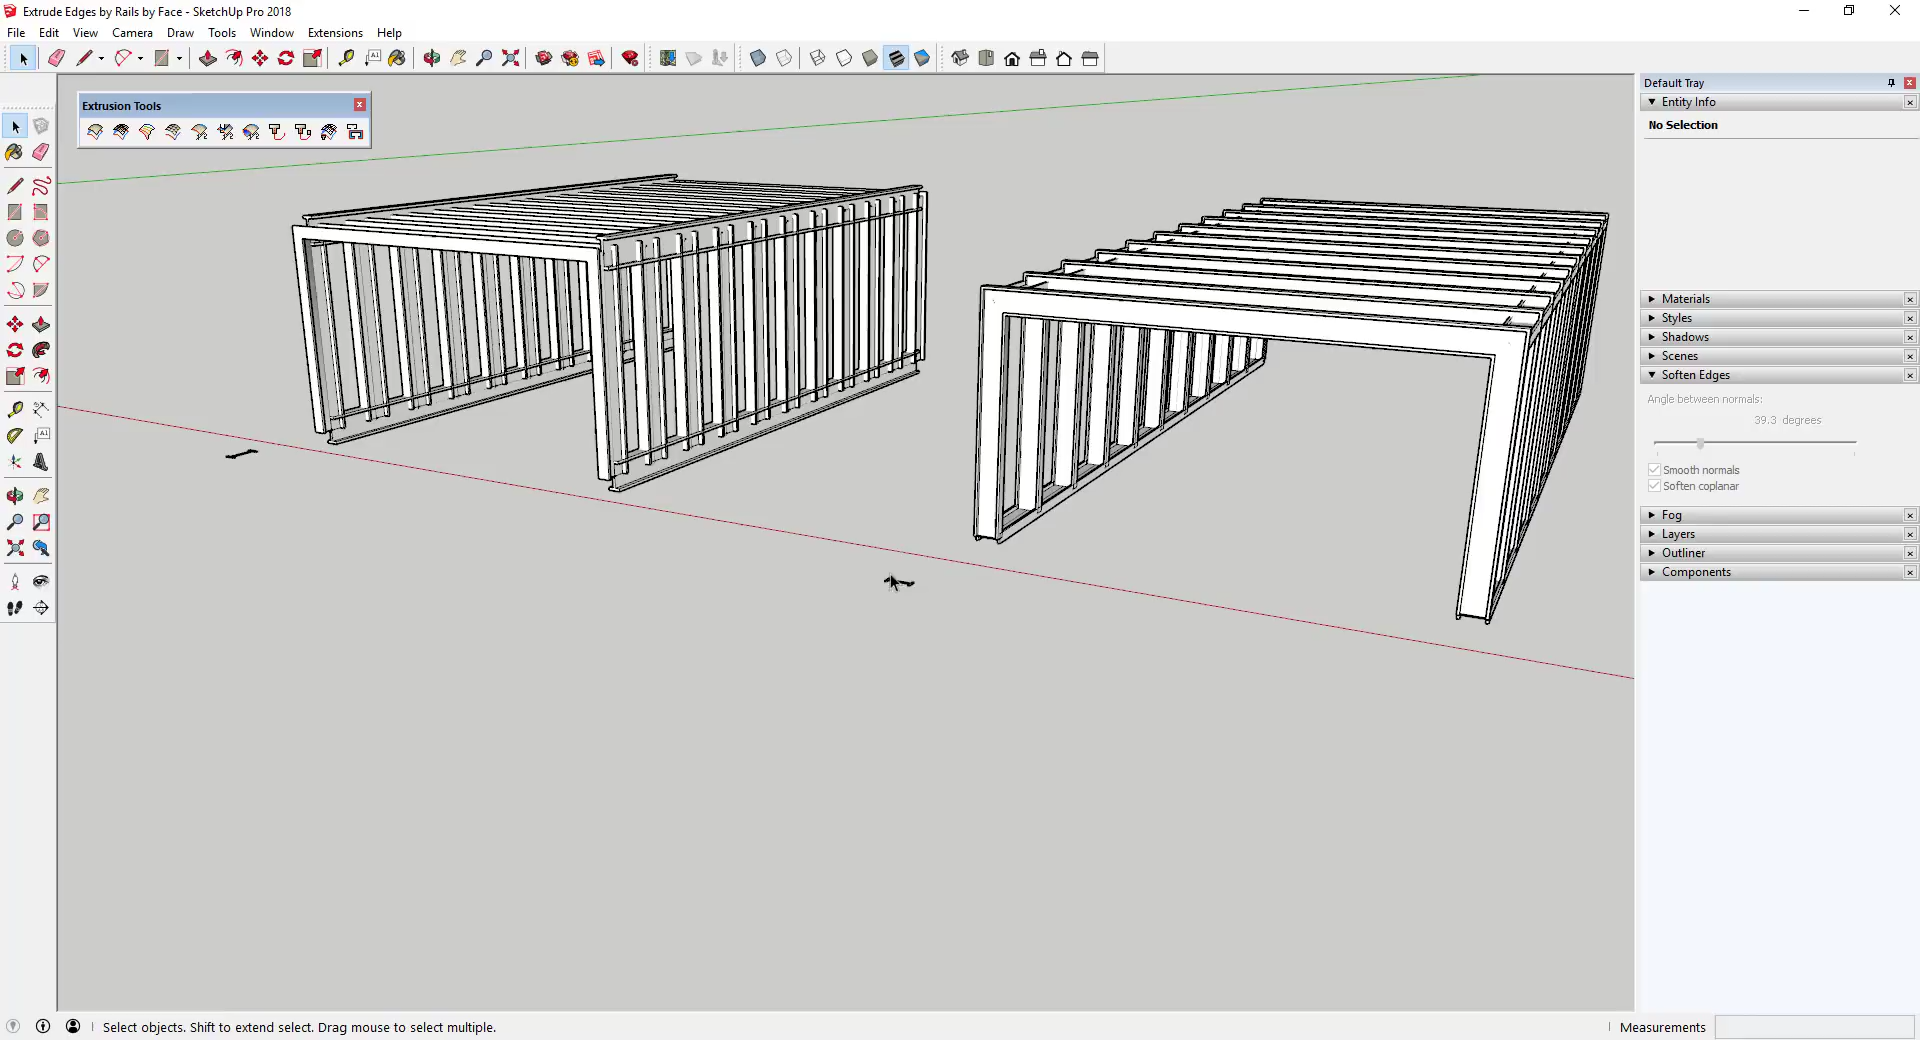 Extrude Edges by Rails by Face - SketchUp Pro 2018
File Edit View Camera Draw Tools Window Extensions Help
Default Tray
Extrusion Tools
Entity Info
No Selection
Materials
Styles
Shadows
Scenes
Soften Edges
Angle between normals:
39.3 degrees
Smooth normals
Soften coplanar
Fog
Layers
Outliner
Components
Select objects. Shift to extend select. Drag mouse to select multiple.
Measurements